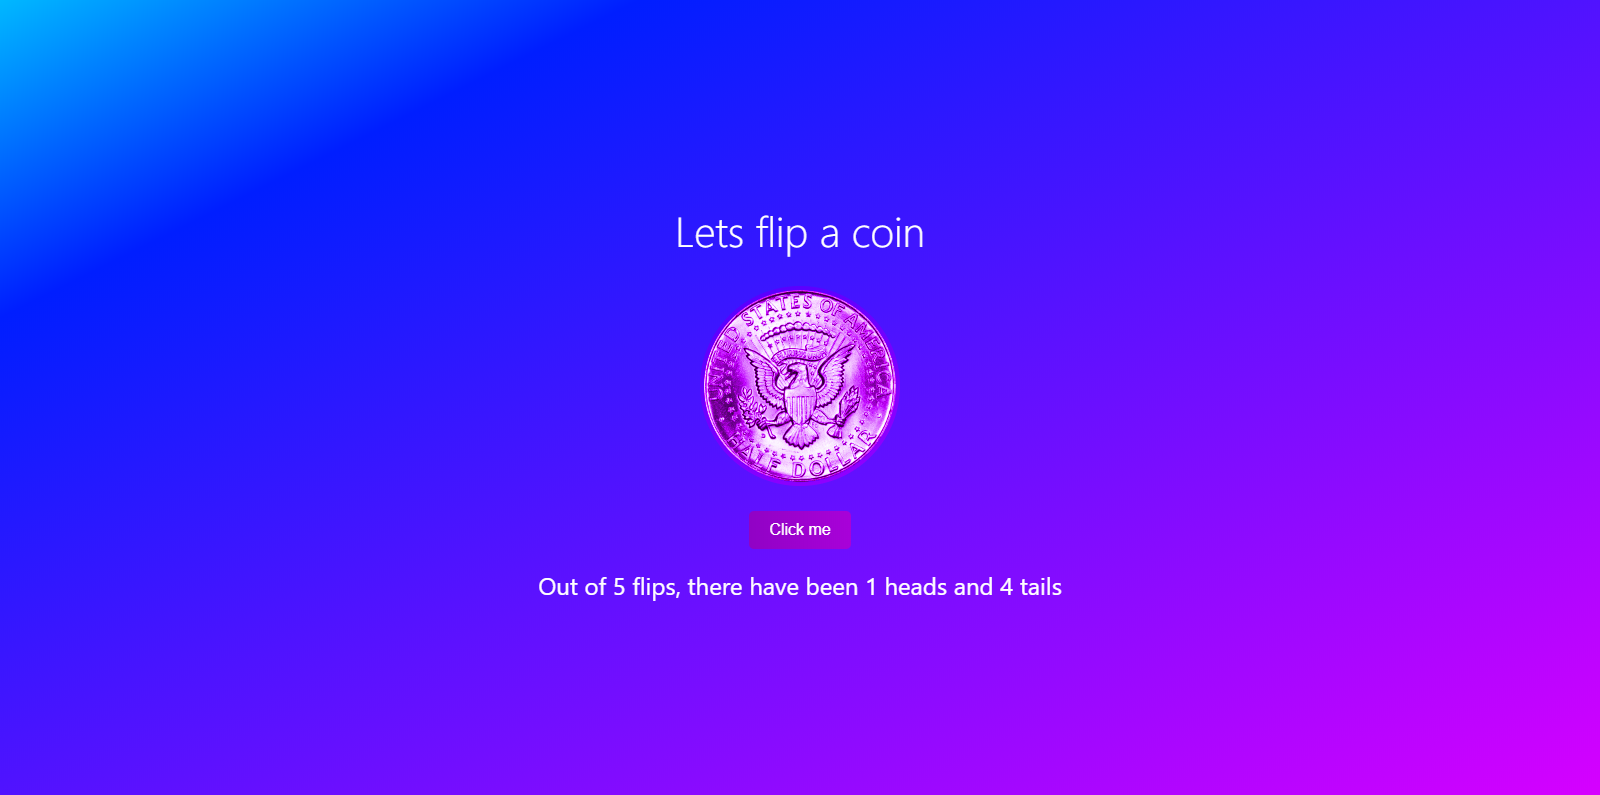 Lets flip a coin
UNITED STATES OF AMERICA
HALF DOLLAR
Click me
Out of 5 flips, there have been 1 heads and 4 tails